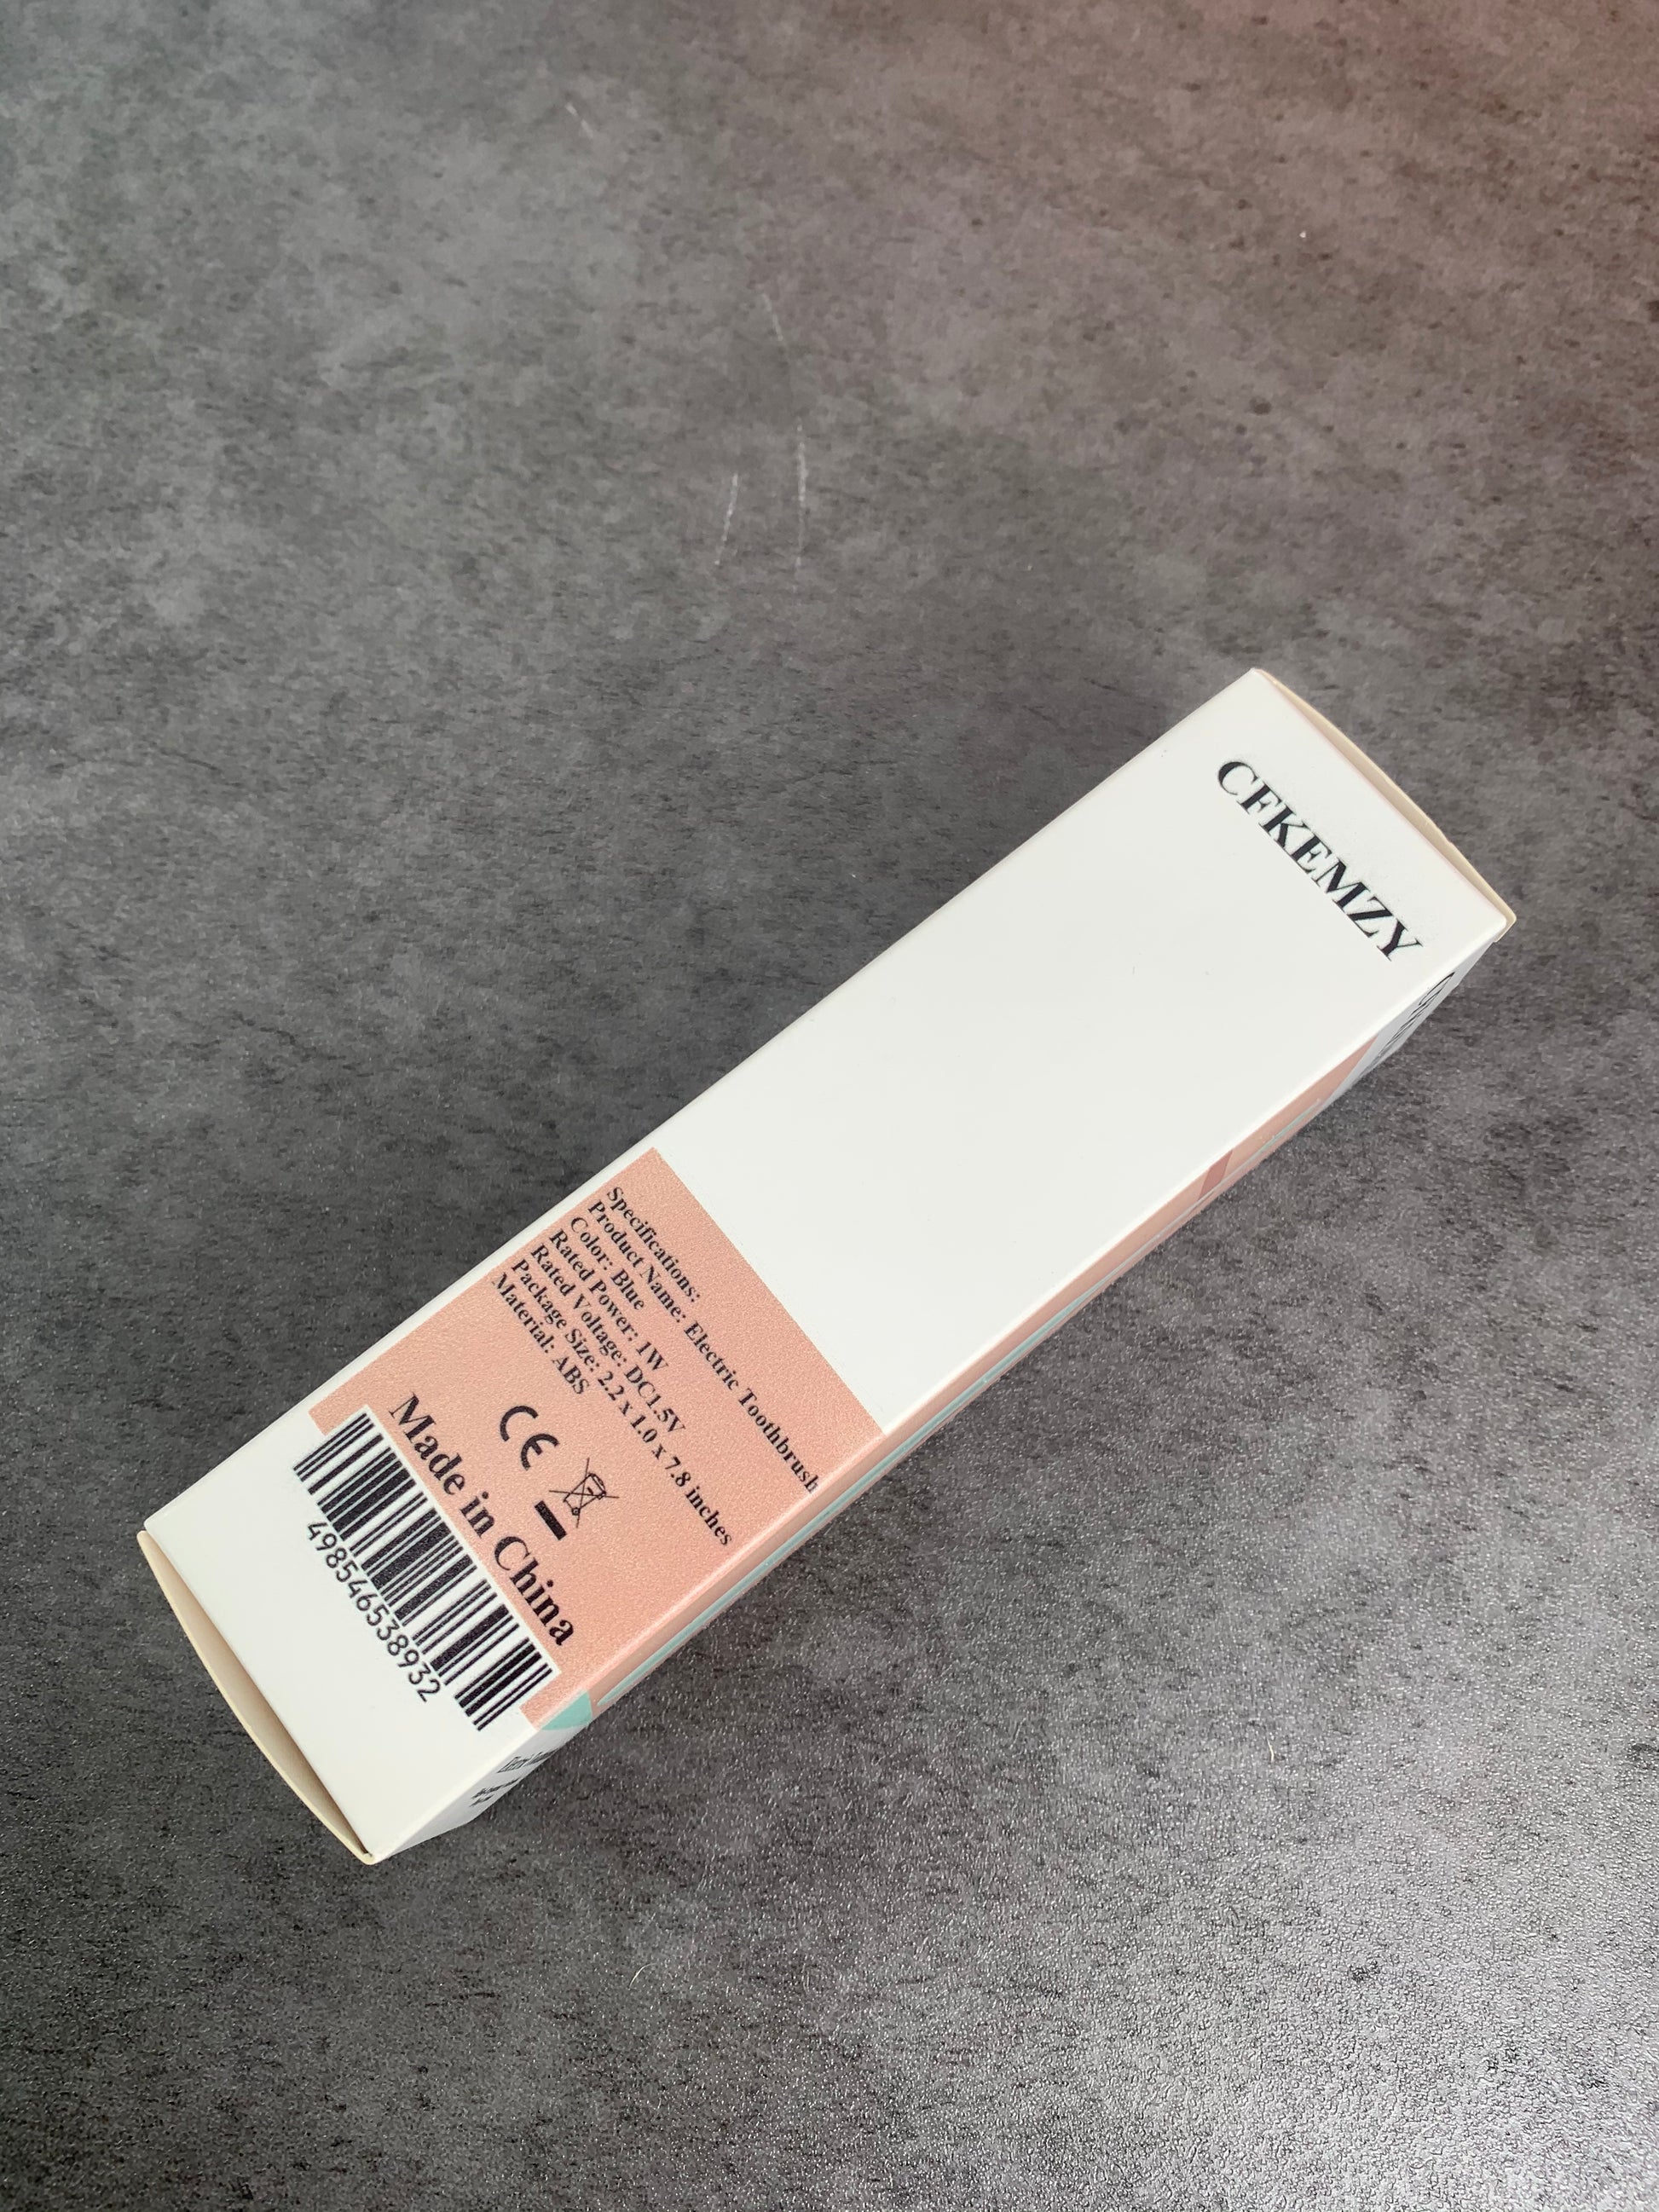 CFKEMZY
Specifications:
Product Name: Electric Toothbrush
Color: Blue
Rated Power: 1W
Rated Voltage: DC1.5V
Package Size: 2.2 x 1.0 x 7.8 inches
Material: ABS
CE
Made in China
498546538932